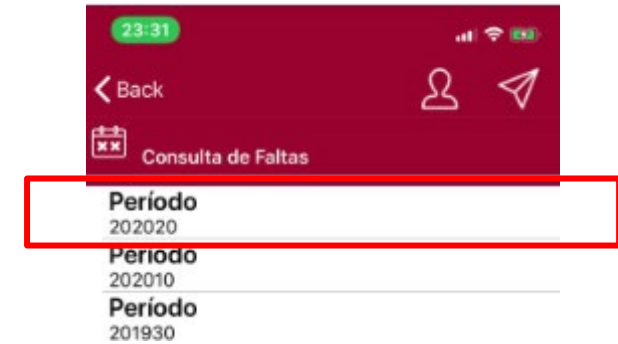 23:31
Back
Consulta de Faltas
Período
202020
Período
202010
Período
201930